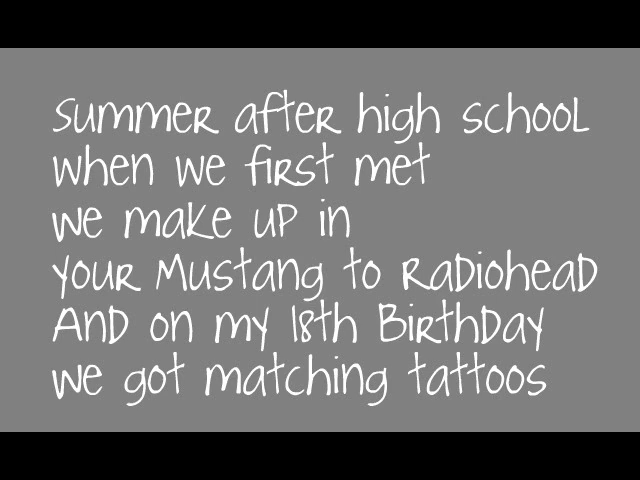 Summer after high school
when we first met
we make up in
your Mustang to Radiohead
And on my 18th Birthday
we got matching tattoos